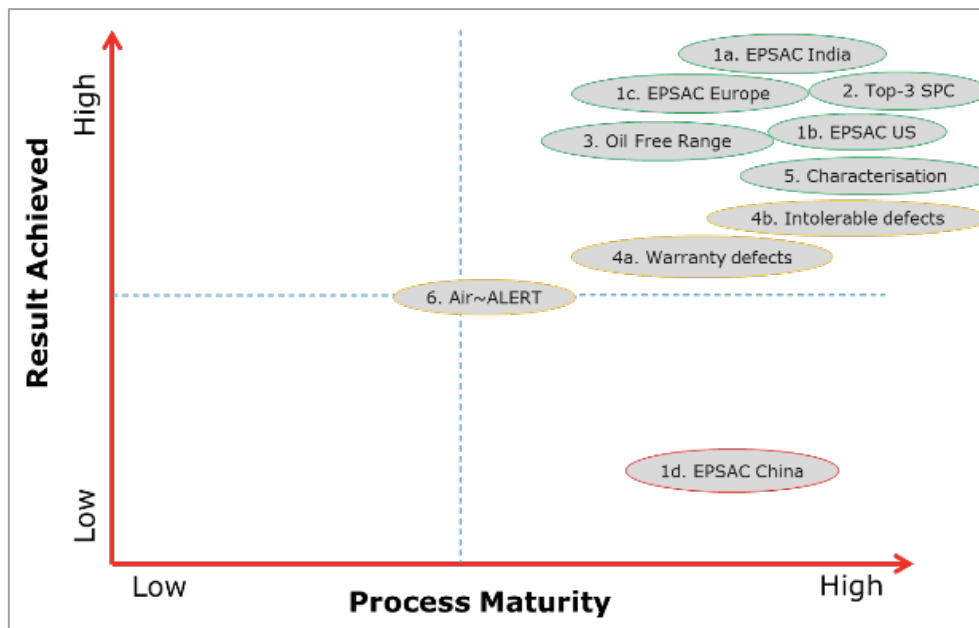 1a. EPSAC India
1c. EPSAC Europe
2. Top-3 SPC
3. Oil Free Range
1b. EPSAC US
5. Characterisation
4b. Intolerable defects
4a. Warranty defects
6. Air~ALERT
1d. EPSAC China
High
Result Achieved
Low
Low
Process Maturity
High